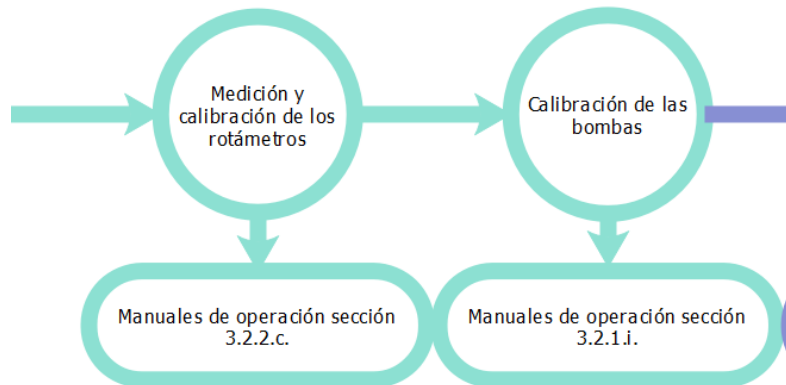 Medición y
calibración de los
rotámetros
Calibración de las
bombas
Manuales de operación sección
3.2.2.c.
Manuales de operación sección
3.2.1.i.